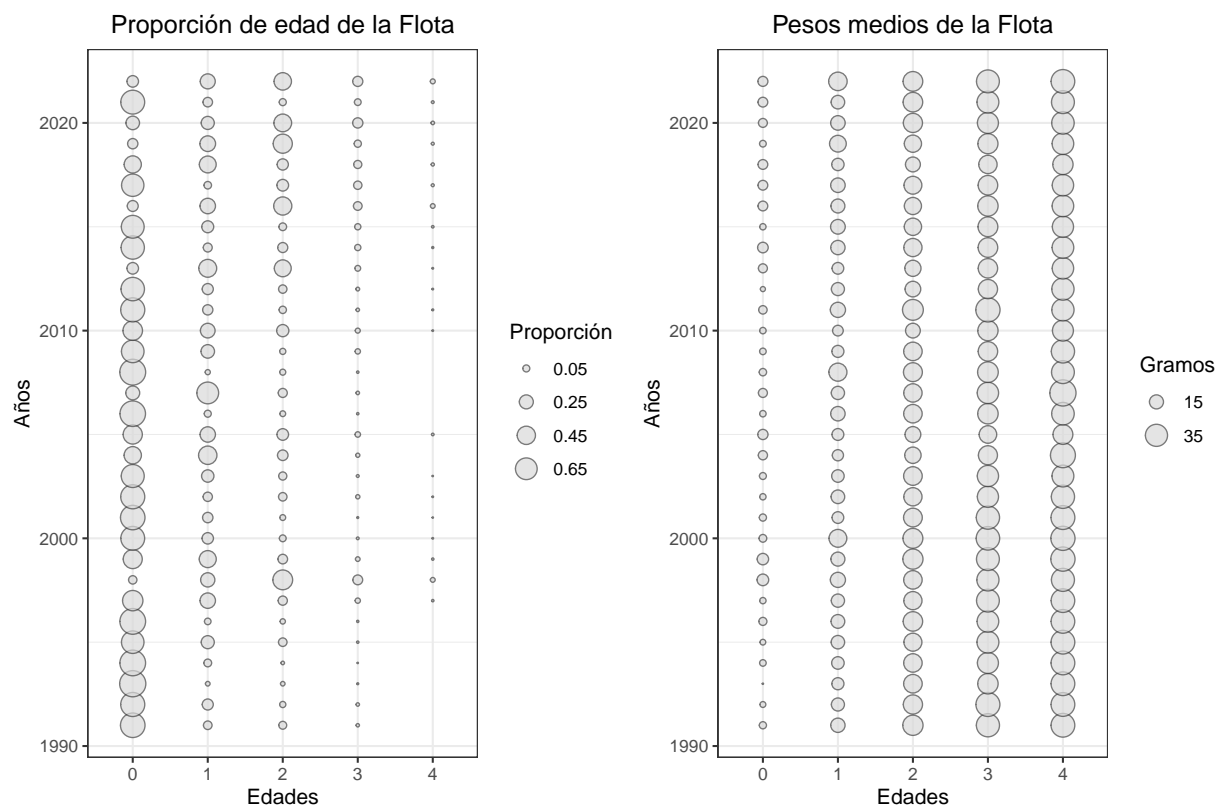 Proporción de edad de la Flota
Años
2020
2010
2000
1990
0 1 2 3 4
Edades
Proporción
0.05
0.25
0.45
0.65
Pesos medios de la Flota
Años
2020
2010
2000
1990
0 1 2 3 4
Edades
Gramos
15
35